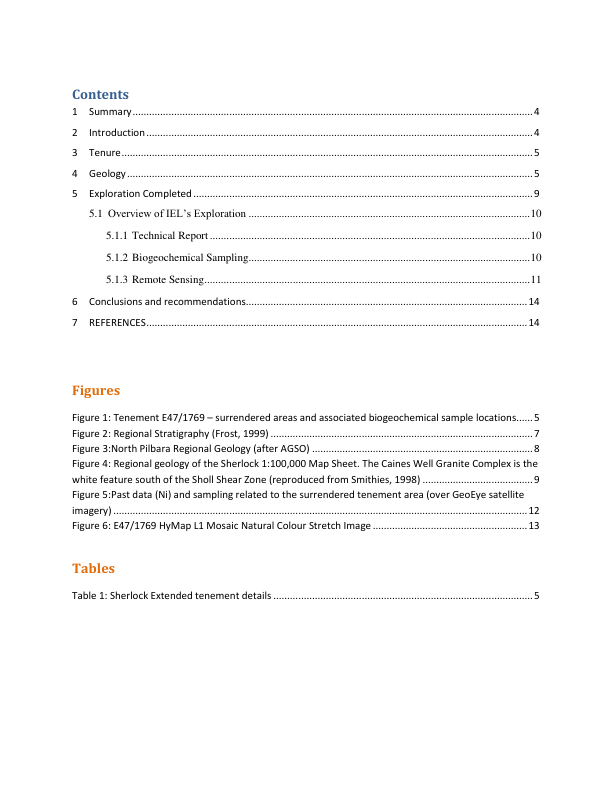 Contents
1 Summary ........ 4
2 Introduction ........ 4
3 Tenure ........ 5
4 Geology ........ 5
5 Exploration Completed ........ 9
5.1 Overview of IEL's Exploration ........ 10
5.1.1 Technical Report ........ 10
5.1.2 Biogeochemical Sampling ........ 10
5.1.3 Remote Sensing ........ 11
6 Conclusions and recommendations ........ 14
7 REFERENCES ........ 14
Figures
Figure 1: Tenement E47/1769 – surrendered areas and associated biogeochemical sample locations ...... 5
Figure 2: Regional Stratigraphy (Frost, 1999) ........ 7
Figure 3:North Pilbara Regional Geology (after AGSO) ........ 8
Figure 4: Regional geology of the Sherlock 1:100,000 Map Sheet. The Caines Well Granite Complex is the
white feature south of the Sholl Shear Zone (reproduced from Smithies, 1998) ........ 9
Figure 5:Past data (Ni) and sampling related to the surrendered tenement area (over GeoEye satellite
imagery) ........ 12
Figure 6: E47/1769 HyMap L1 Mosaic Natural Colour Stretch Image ........ 13
Tables
Table 1: Sherlock Extended tenement details ........ 5